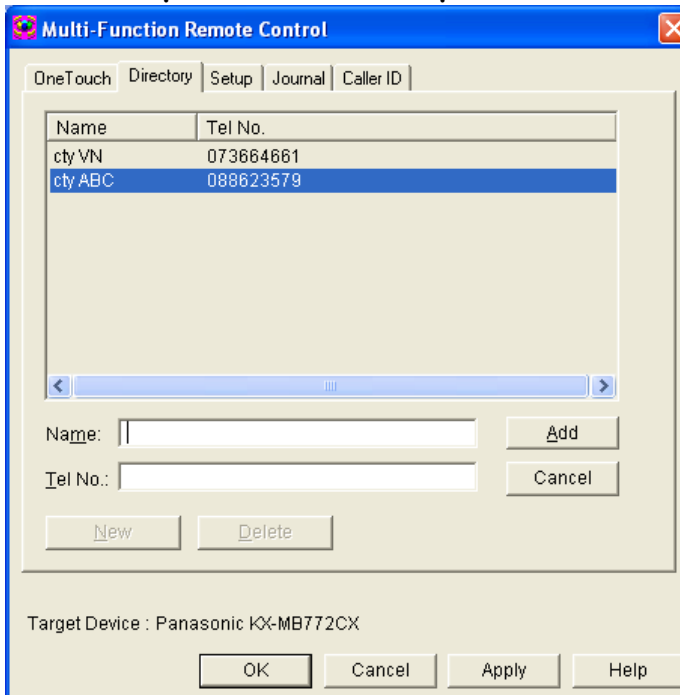 Multi-Function Remote Control
OneTouch Directory Setup Journal Caller ID
Name Tel No.
cty VN 073664661
cty ABC 088623579
Name: Add
Tel No.: Cancel
New Delete
Target Device : Panasonic KX-MB772CX
OK Cancel Apply Help